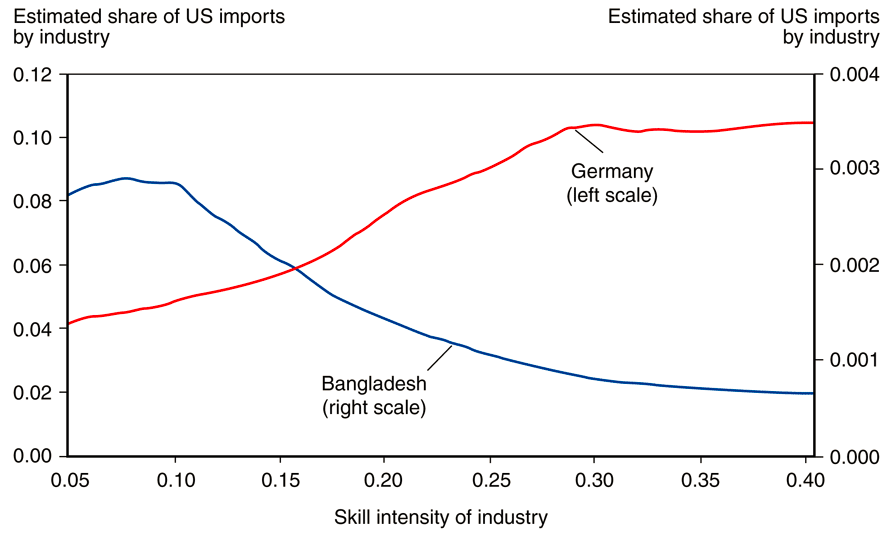 Estimated share of US imports
by industry
Estimated share of US imports
by industry
0.12
0.10
0.08
0.06
0.04
0.02
0.00
0.004
0.003
0.002
0.001
0.000
Germany
(left scale)
Bangladesh
(right scale)
0.05
0.10
0.15
0.20
0.25
0.30
0.35
0.40
Skill intensity of industry